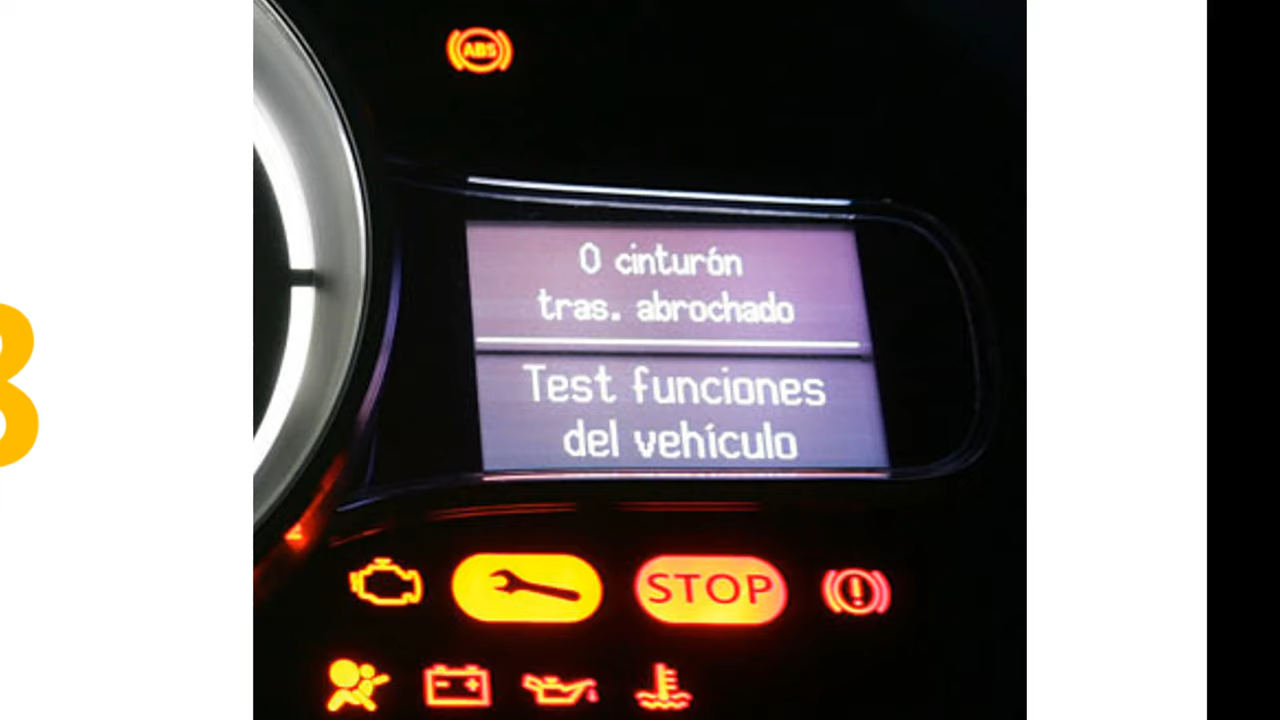 ABS
0 cinturón
tras. abrochado
Test funciones
del vehículo
STOP